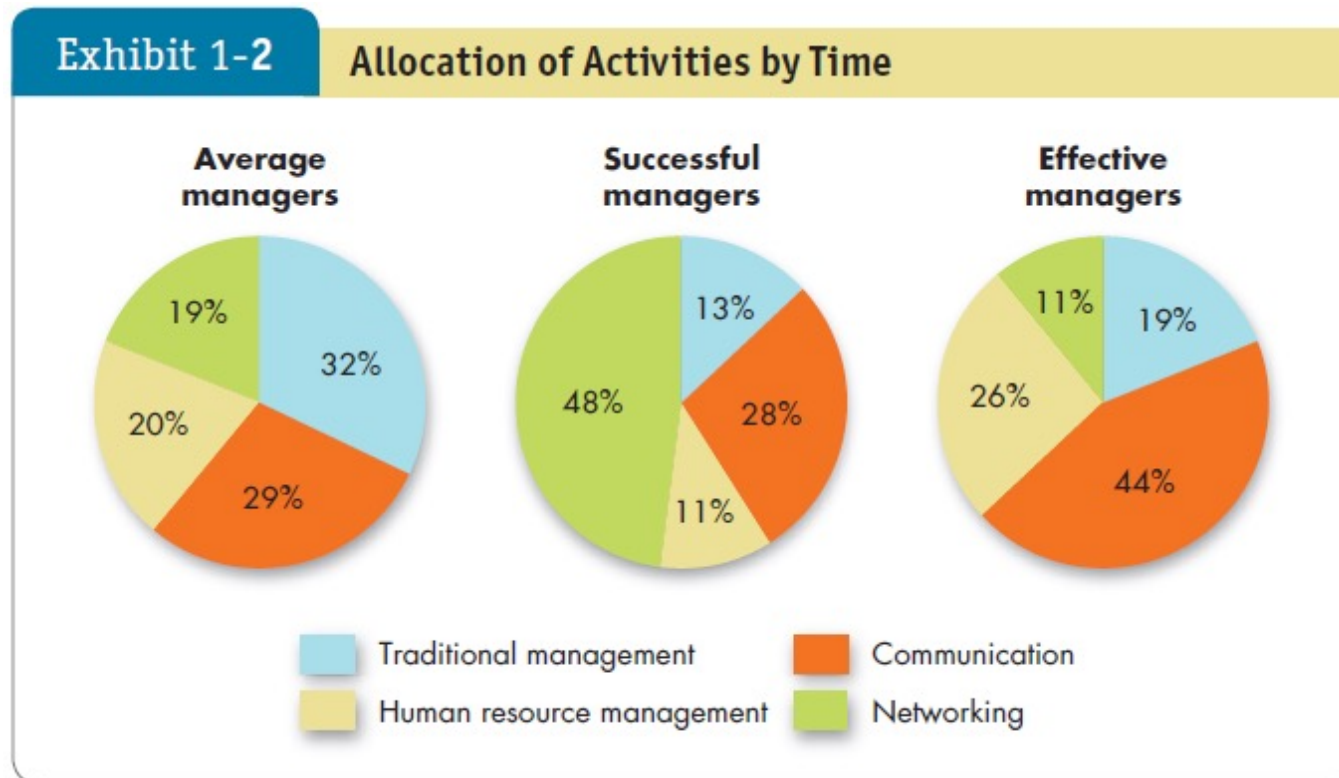 Exhibit 1-2
Allocation of Activities by Time
Average
managers
Successful
managers
Effective
managers
19%
32%
20%
29%
13%
48%
28%
11%
11%
19%
26%
44%
Traditional management
Communication
Human resource management
Networking